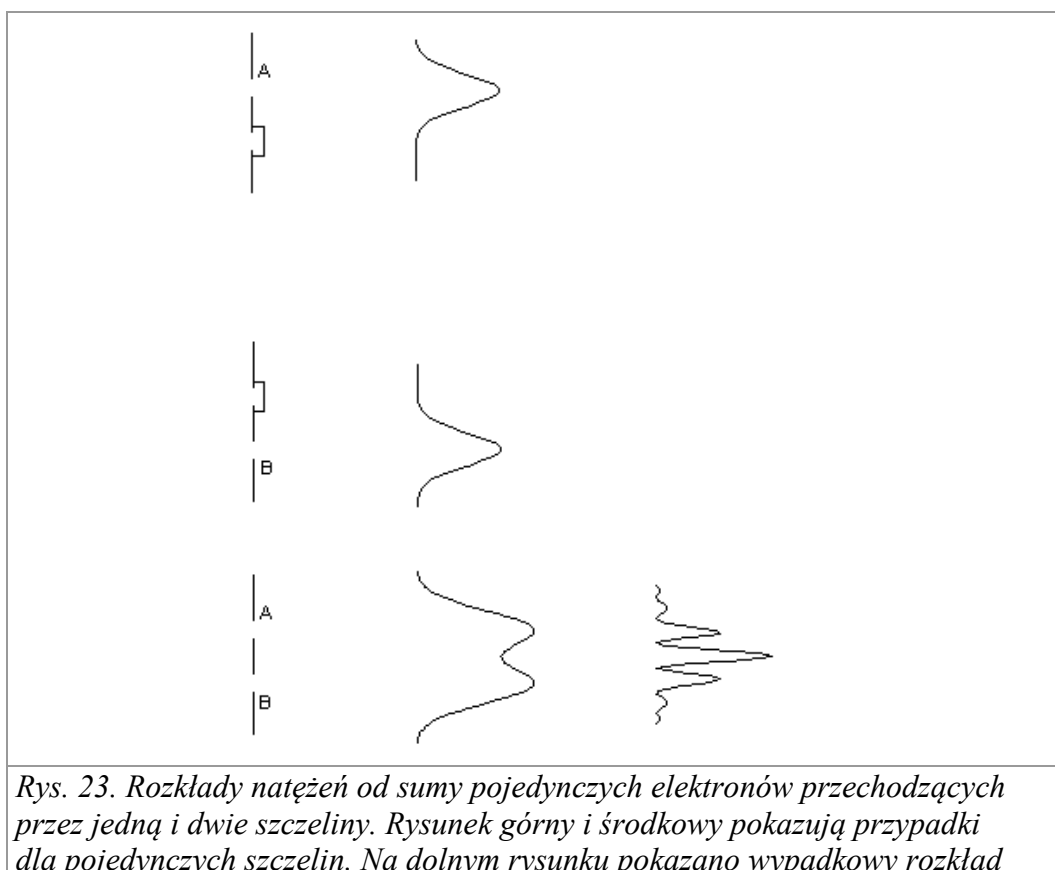 A
B
A
B
Rys. 23. Rozkłady natężeń od sumy pojedynczych elektronów przechodzących
przez jedną i dwie szczeliny. Rysunek górny i środkowy pokazują przypadki
dla pojedynczych szczelin. Na dolnym rysunku pokazano wypadkowy rozkład